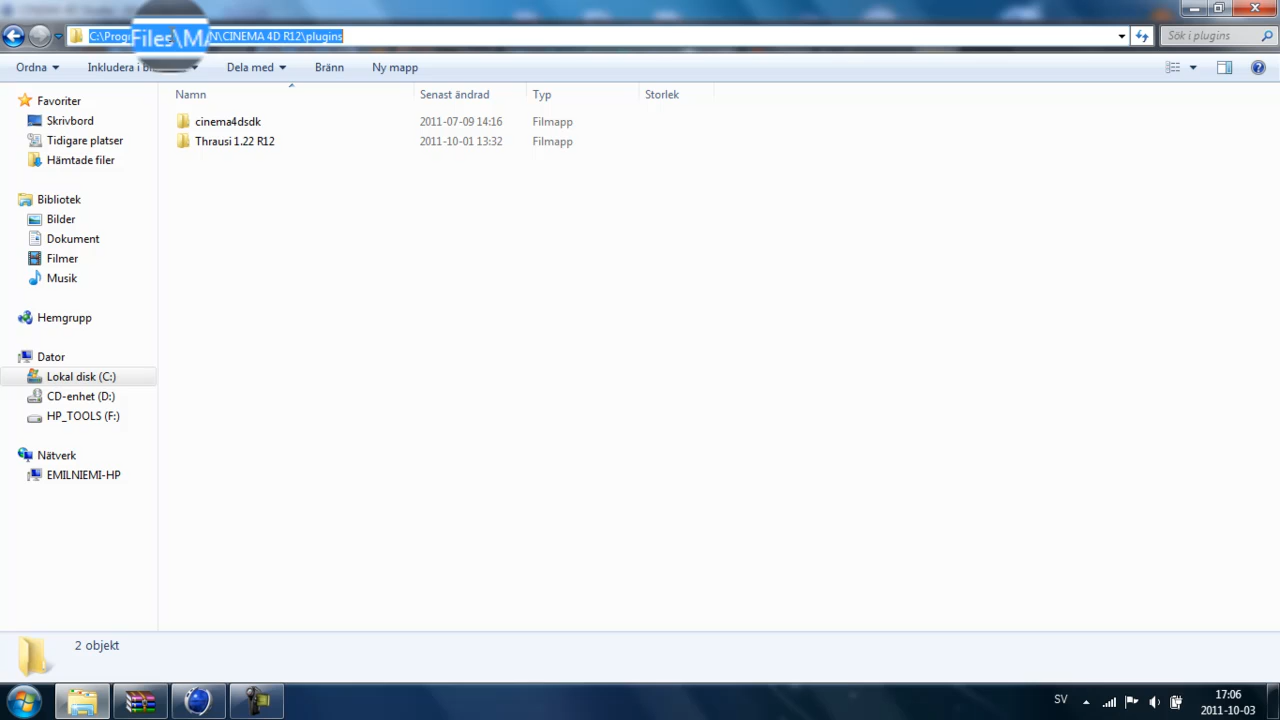 C:\Prog Files\MA N\CINEMA 4D R12\plugins
Sök i plugins
Ordna
Inkludera i bi
Dela med
Bränn
Ny mapp
Namn
Senast ändrad
Typ
Storlek
cinema4dsdk
2011-07-09 14:16
Filmapp
Thrausi 1.22 R12
2011-10-01 13:32
Filmapp
Favoriter
Skrivbord
Tidigare platser
Hämtade filer
Bibliotek
Bilder
Dokument
Filmer
Musik
Hemgrupp
Dator
Lokal disk (C:)
CD-enhet (D:)
HP_TOOLS (F:)
Nätverk
EMILNIEMI-HP
2 objekt
SV
17:06
2011-10-03